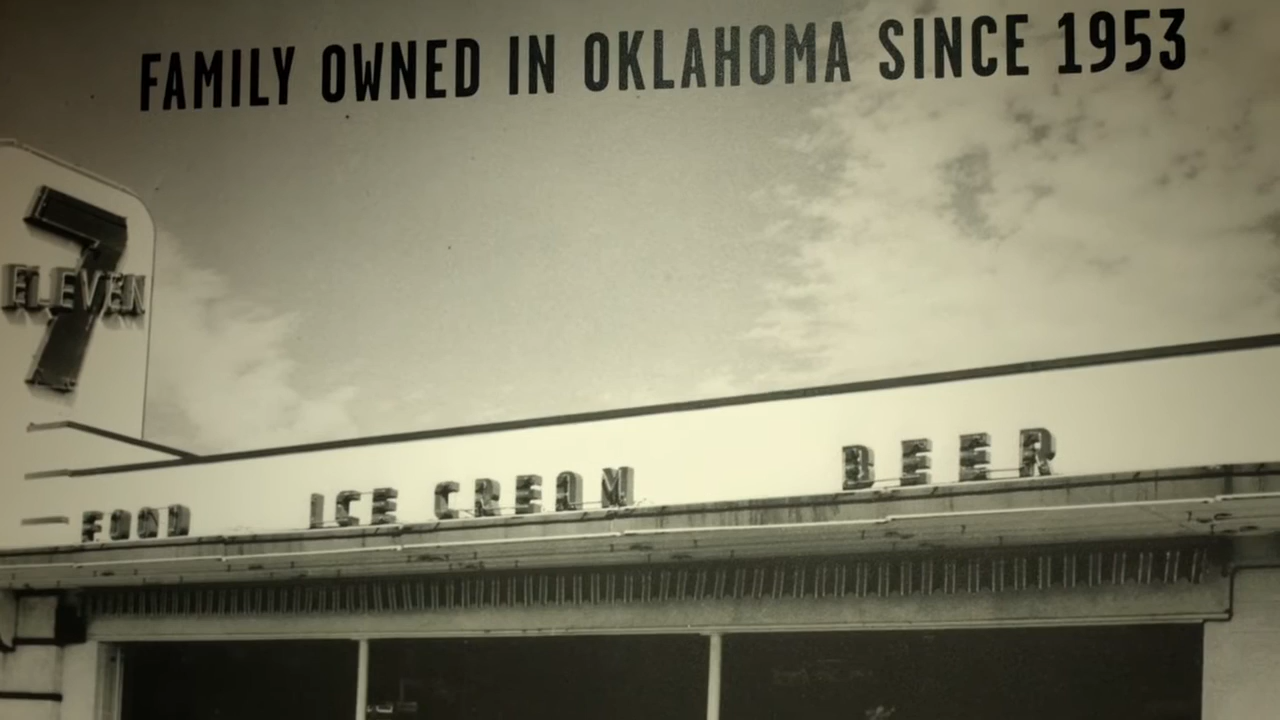 FAMILY OWNED IN OKLAHOMA SINCE 1953
7
ELEVEN
FOOD ICE CREAM BEER